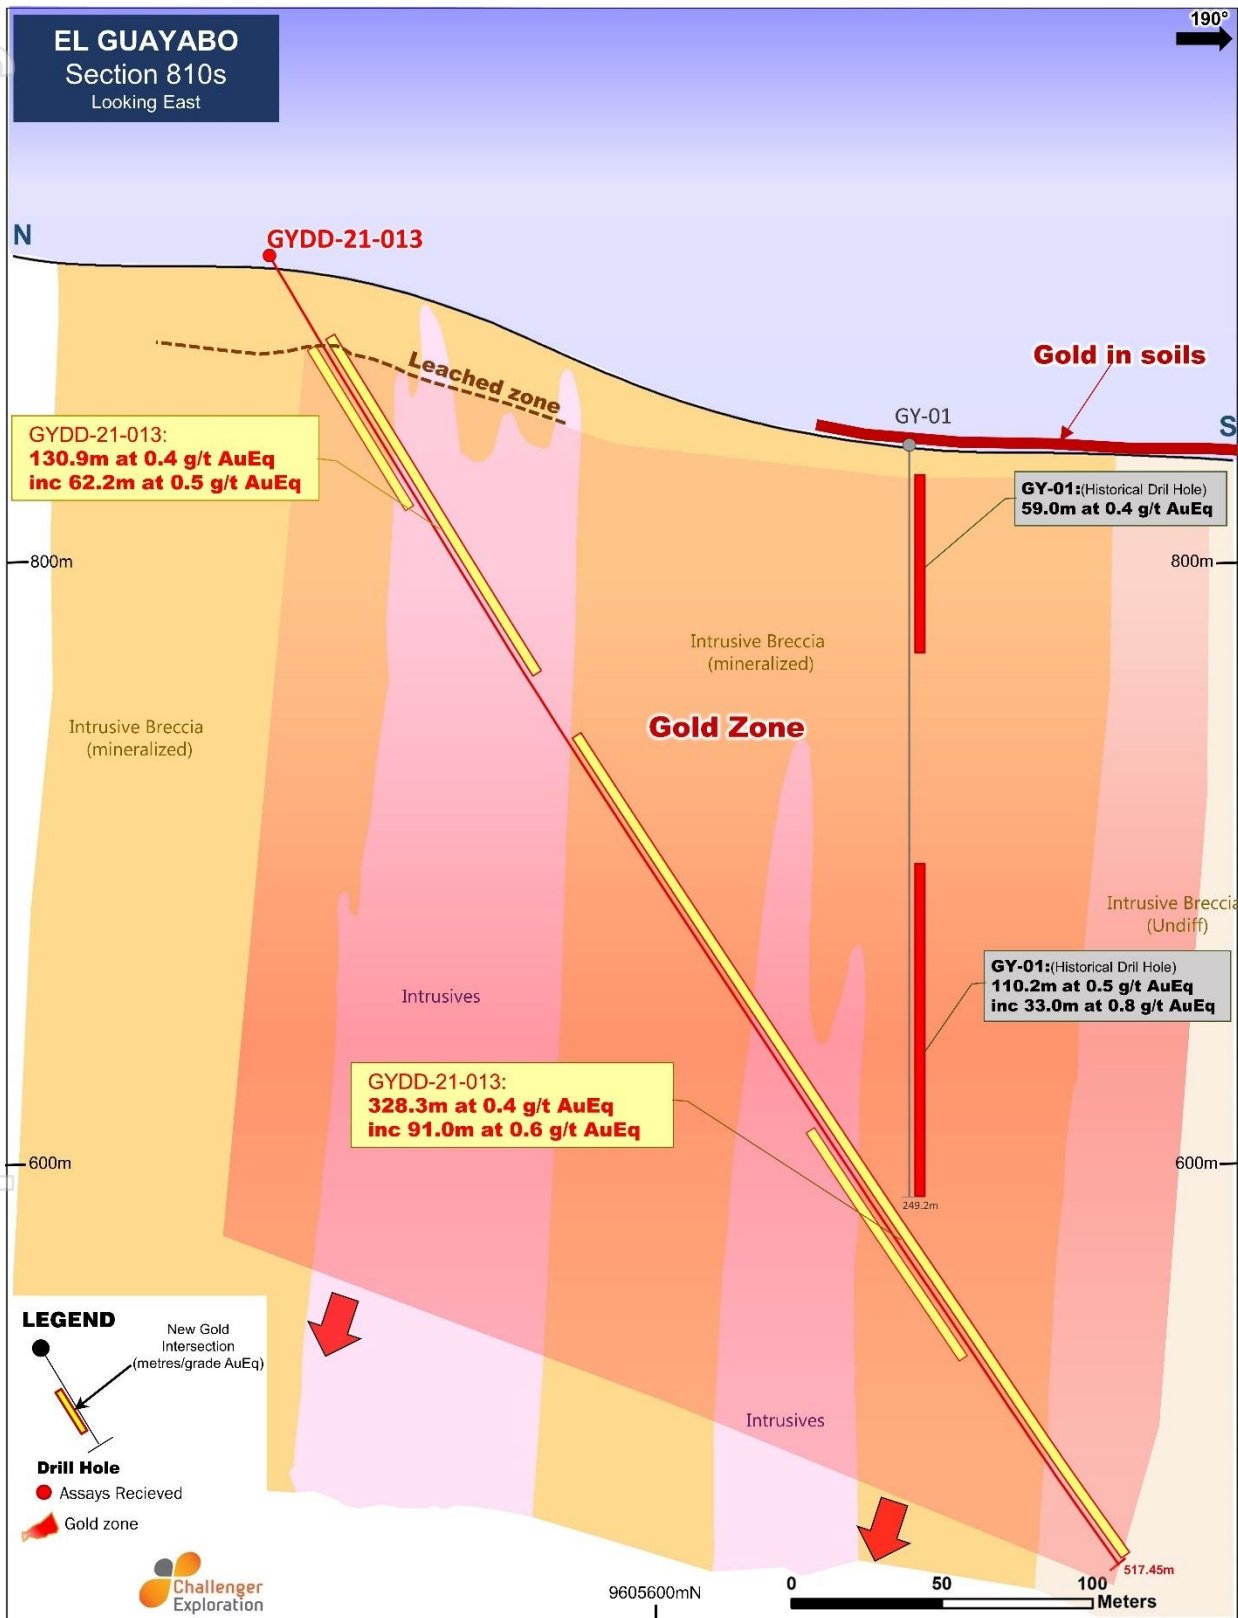 EL GUAYABO
Section 810s
Looking East
190°
N
GYDD-21-013
Leached zone
Gold in soils
GY-01
S
GYDD-21-013:
130.9m at 0.4 g/t AuEq
inc 62.2m at 0.5 g/t AuEq
GY-01:(Historical Dril Hole)
59.0m at 0.4 g/t AuEq
800m
800m
Intrusive Breccia
(mineralized)
Gold Zone
Intrusive Breccia
(mineralized)
Intrusive Breccia
(Undiff)
GY-01:(Historical Dril Hole)
110.2m at 0.5 g/t AuEq
inc 33.0m at 0.8 g/t AuEq
Intrusives
GYDD-21-013:
328.3m at 0.4 g/t AuEq
inc 91.0m at 0.6 g/t AuEq
600m
600m
249.2m
LEGEND
New Gold
Intersection
(metres/grade AuEq)
Drill Hole
Assays Recieved
Gold zone
Intrusives
517.45m
Challenger
Exploration
9605600mN
0
50
100
Meters